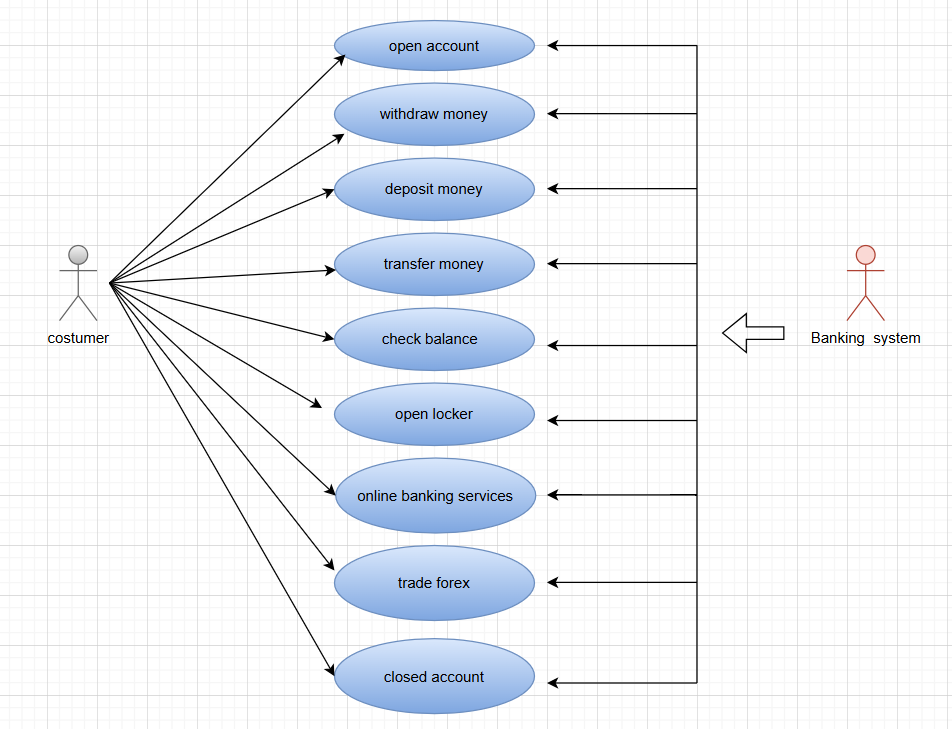 open account
withdraw money
deposit money
transfer money
costumer
check balance
Banking system
open locker
online banking services
trade forex
closed account